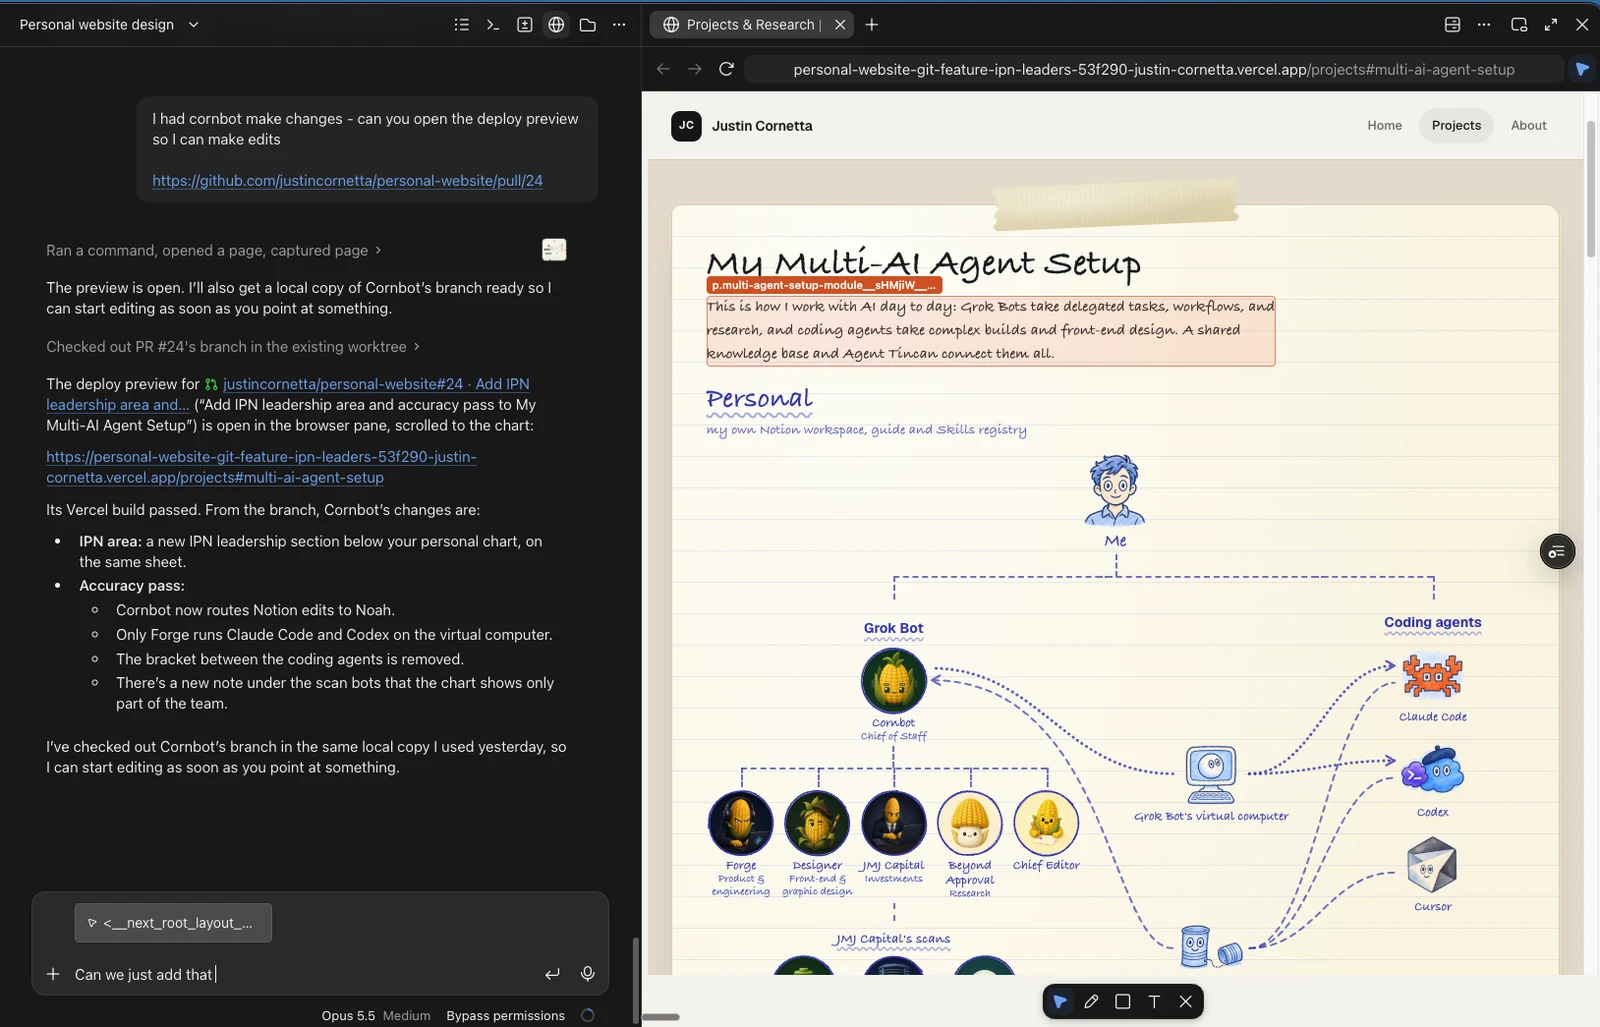 Personal website design
Projects & Research |
personal-website-git-feature-ipn-leaders-53f290-justin-cornetta.vercel.app/projects#multi-ai-agent-setup
I had cornbot make changes - can you open the deploy preview
so I can make edits
https://github.com/justincornetta/personal-website/pull/24
Ran a command, opened a page, captured page
The preview is open. I’ll also get a local copy of Cornbot’s branch ready so I
can start editing as soon as you point at something.
Checked out PR #24's branch in the existing worktree
The deploy preview for justincornetta/personal-website#24 · Add IPN
leadership area and... (“Add IPN leadership area and accuracy pass to My
Multi-AI Agent Setup”) is open in the browser pane, scrolled to the chart:
https://personal-website-git-feature-ipn-leaders-53f290-justin-
cornetta.vercel.app/projects#multi-ai-agent-setup
Its Vercel build passed. From the branch, Cornbot’s changes are:
• IPN area: a new IPN leadership section below your personal chart, on
the same sheet.
• Accuracy pass:
◦ Cornbot now routes Notion edits to Noah.
◦ Only Forge runs Claude Code and Codex on the virtual computer.
◦ The bracket between the coding agents is removed.
◦ There’s a new note under the scan bots that the chart shows only
part of the team.
I’ve checked out Cornbot’s branch in the same local copy I used yesterday, so
I can start editing as soon as you point at something.
<__next_root_layout_...
Can we just add that
Opus 5.5 Medium Bypass permissions
JC Justin Cornetta
Home Projects About
My Multi-AI Agent Setup
p.multi-agent-setup-module__sHMjiW__...
This is how I work with AI day to day: Grok Bots take delegated tasks, workflows, and
research, and coding agents take complex builds and front-end design. A shared
knowledge base and Agent Tincan connect them all.
Personal
my own Notion workspace, guide and Skills registry
Me
Grok Bot
Coding agents
Cornbot
Chief of Staff
Claude Code
Grok Bot's virtual computer
Codex
Forge
Product &
engineering
Designer
Front-end &
graphic design
JMJ Capital
Investments
Beyond
Approval
Research
Chief Editor
Cursor
JMJ Capital's scans